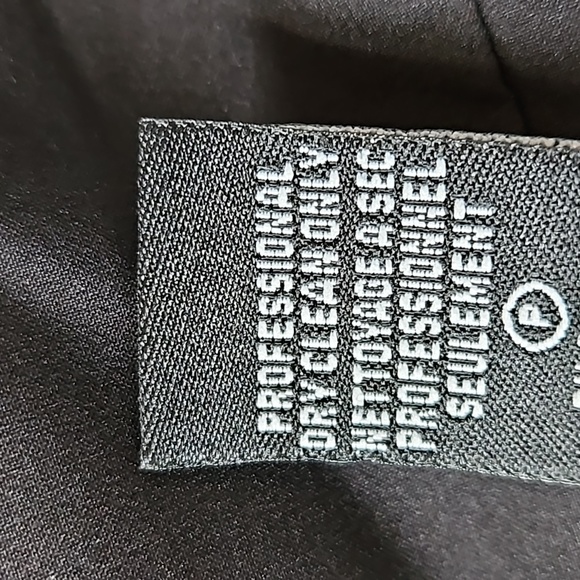 PROFESSIONAL
DRY CLEAN ONLY
NETTOYAGE A SEC
PROFESSIONNEL
SEULEMENT
P